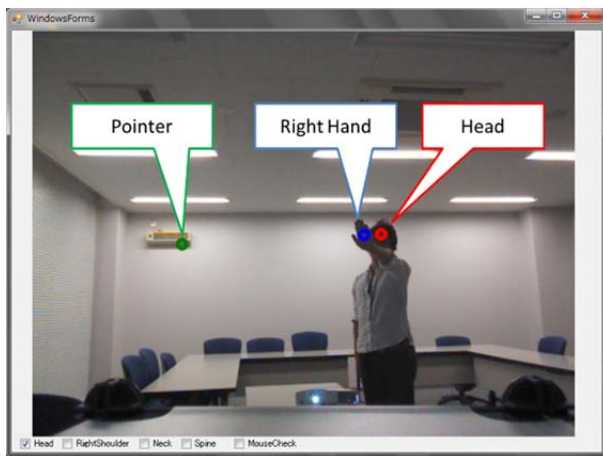 WindowsForms
Pointer
Right Hand
Head
Head RightShoulder Neck Spine MouseCheck